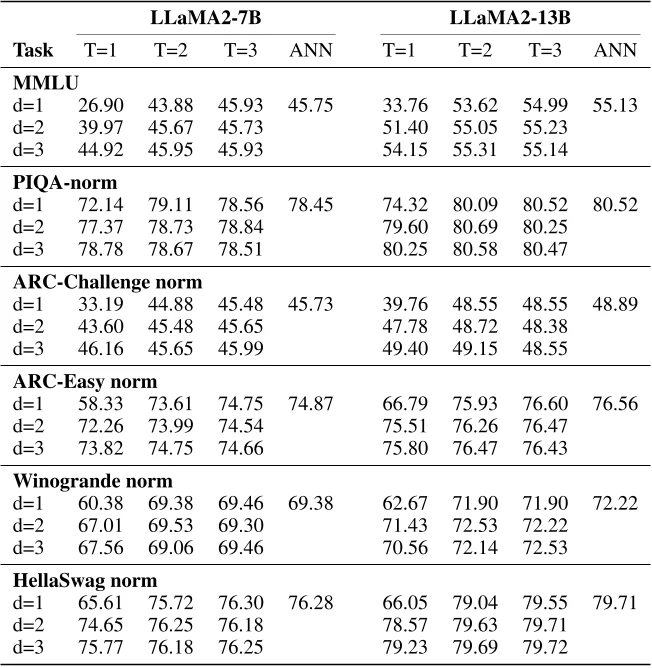 LLaMA2-7B LLaMA2-13B
Task T=1 T=2 T=3 ANN T=1 T=2 T=3 ANN
MMLU
d=1 26.90 43.88 45.93 45.75 33.76 53.62 54.99 55.13
d=2 39.97 45.67 45.73 51.40 55.05 55.23
d=3 44.92 45.95 45.93 54.15 55.31 55.14
PIQA-norm
d=1 72.14 79.11 78.56 78.45 74.32 80.09 80.52 80.52
d=2 77.37 78.73 78.84 79.60 80.69 80.25
d=3 78.78 78.67 78.51 80.25 80.58 80.47
ARC-Challenge norm
d=1 33.19 44.88 45.48 45.73 39.76 48.55 48.55 48.89
d=2 43.60 45.48 45.65 47.78 48.72 48.38
d=3 46.16 45.65 45.99 49.40 49.15 48.55
ARC-Easy norm
d=1 58.33 73.61 74.75 74.87 66.79 75.93 76.60 76.56
d=2 72.26 73.99 74.54 75.51 76.26 76.47
d=3 73.82 74.75 74.66 75.80 76.47 76.43
Winogrande norm
d=1 60.38 69.38 69.46 69.38 62.67 71.90 71.90 72.22
d=2 67.01 69.53 69.30 71.43 72.53 72.22
d=3 67.56 69.06 69.46 70.56 72.14 72.53
HellaSwag norm
d=1 65.61 75.72 76.30 76.28 66.05 79.04 79.55 79.71
d=2 74.65 76.25 76.18 78.57 79.63 79.71
d=3 75.77 76.18 76.25 79.23 79.69 79.72